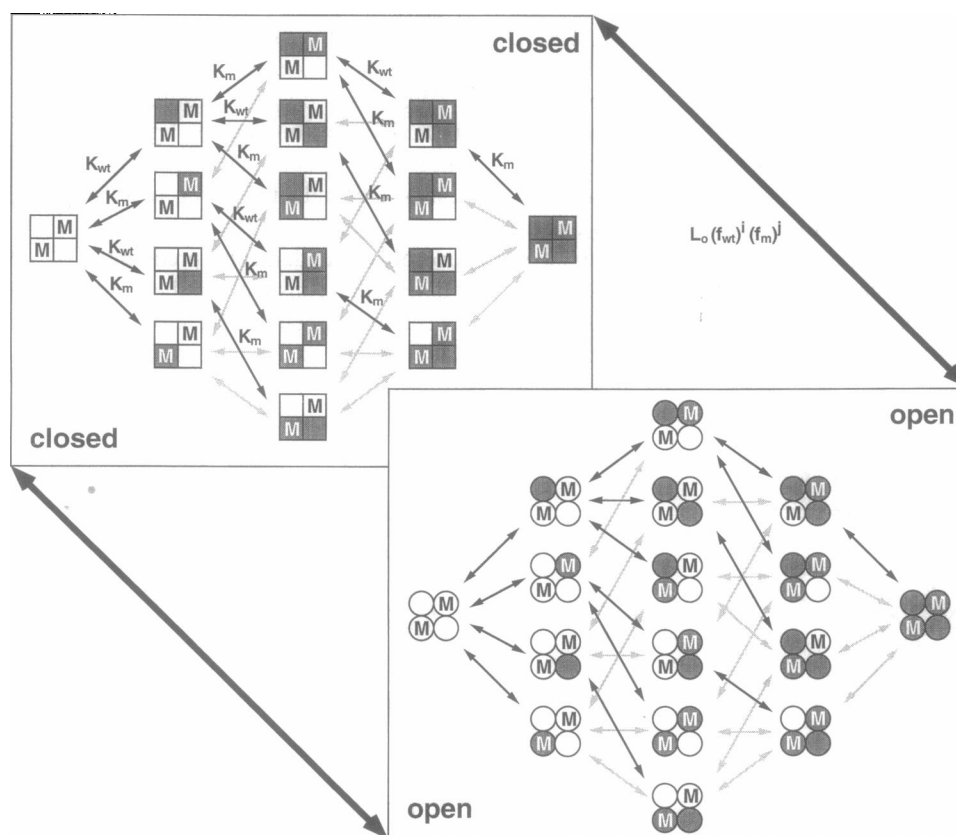 closed
M
K_m M K_wt
M K_wt M M
M M K_m M
K_wt K_m K_m
M M M
K_m M M K_m M
M K_wt M
M K_wt M M M
M M K_m M M L_o (f_wt)^i (f_m)^j
K_m K_m
M M M
M K_m M M
M
closed M
M M open
M
M M M
M M M
M M M
M M M
M M
M M
M M M
M M M
M M M
M M M
M
open M